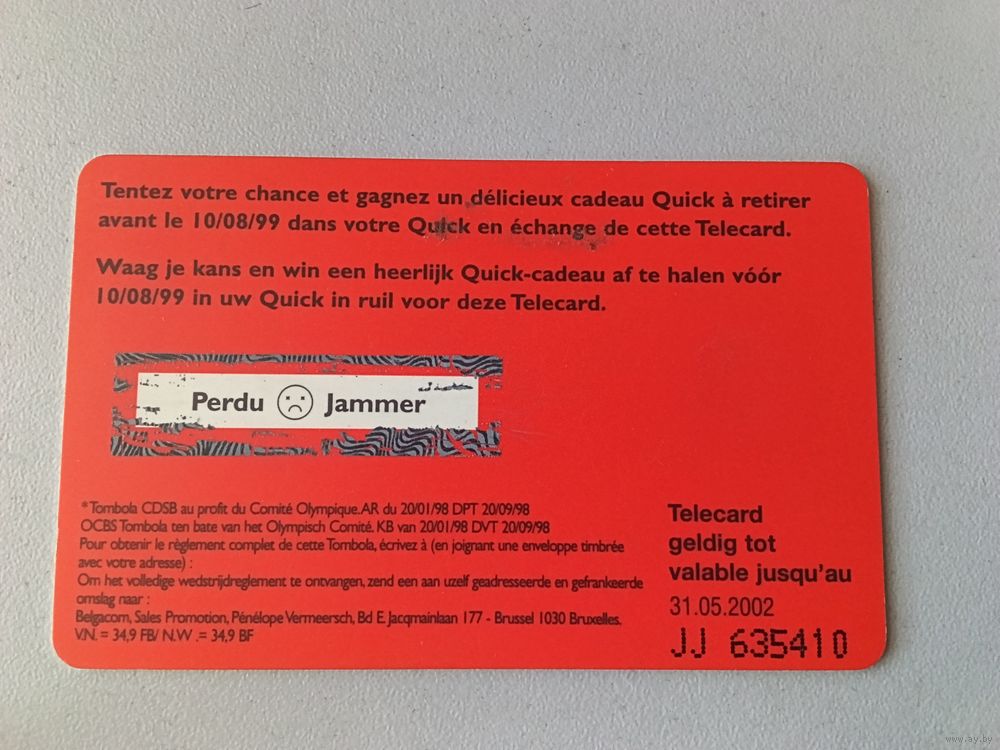 Tentez votre chance et gagnez un délicieux cadeau Quick à retirer
avant le 10/08/99 dans votre Quick en échange de cette Telecard.
Waag je kans en win een heerlijk Quick-cadeau af te halen vóór
10/08/99 in uw Quick in ruil voor deze Telecard.
Perdu Jammer
*Tombola CDSB au profit du Comité Olympique.AR du 20/01/98 DPT 20/09/98
OCBS Tombola ten bate van het Olympisch Comité. KB van 20/01/98 DVT 20/09/98
Pour obtenir le règlement complet de cette Tombola, écrivez à (en joignant une enveloppe timbrée
avec votre adresse) :
Om het volledige wedstrijdreglement te ontvangen, zend een aan uzelf geadresseerde en gefrankeerde
omslag naar :
Belgacom, Sales Promotion, Pénélope Vermeersch, Bd E. Jacqmainlaan 177 - Brussel 1030 Bruxelles.
V.N. = 34,9 FB/ N.W .= 34,9 BF
Telecard
geldig tot
valable jusqu'au
31.05.2002
JJ 635410
www.ay.by